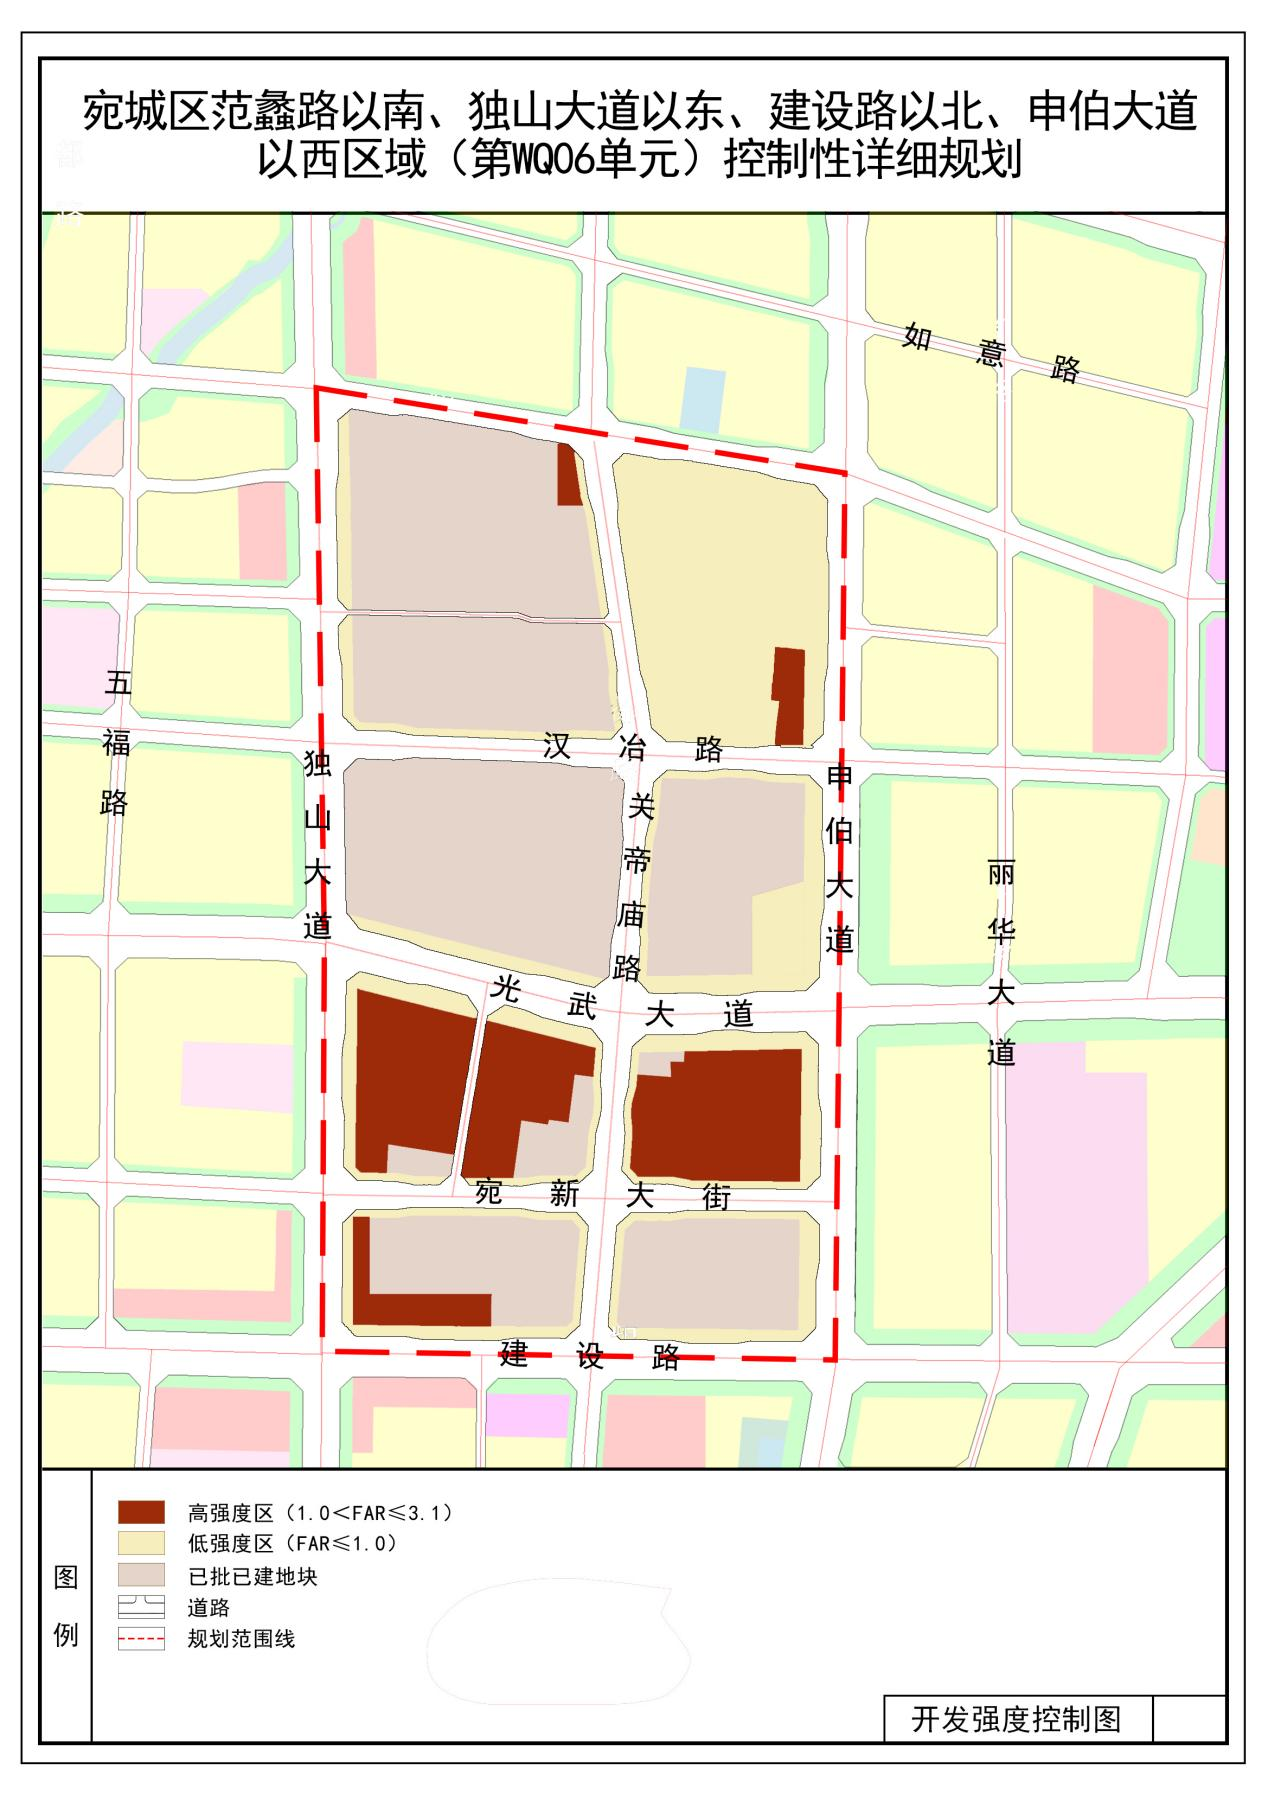 宛城区范蠡路以南、独山大道以东、建设路以北、申伯大道
以西区域（第WQ06单元）控制性详细规划
如意路
五福路
汉冶路
独山大道
关帝庙路
申伯大道
丽华大道
光武大道
宛新大街
建设路
图例
高强度区（1.0＜FAR≤3.1）
低强度区（FAR≤1.0）
已批已建地块
道路
规划范围线
开发强度控制图